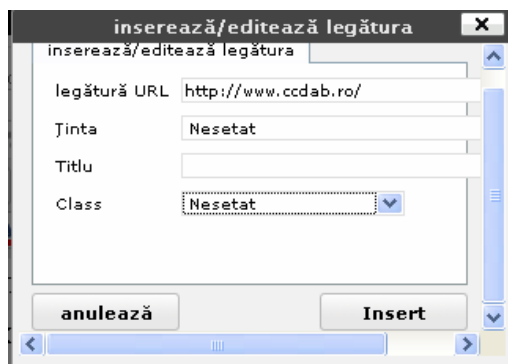 inserează/editează legătura
inserează/editează legătura
legătură URL http://www.ccdab.ro/
Ţinta Nesetat
Titlu
Class Nesetat
anulează Insert